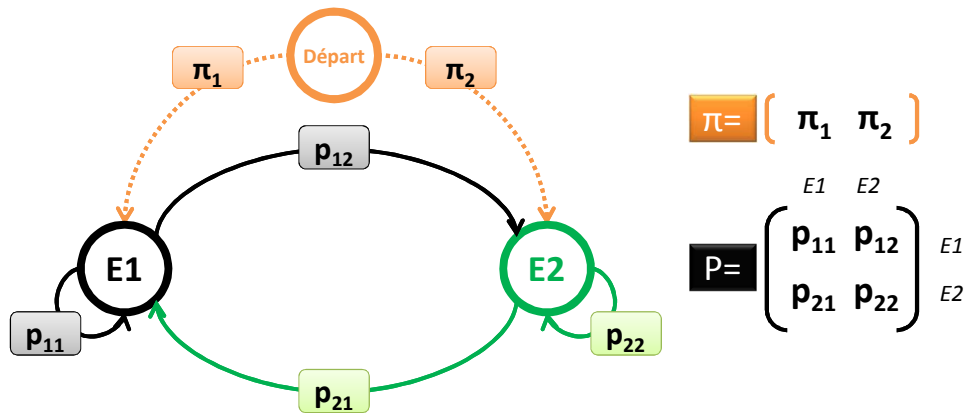 Départ
π1 π2
p12
E1 E2
p11 p22
p21
π= ( π1 π2 )
E1 E2
P= p11 p12 E1
p21 p22 E2